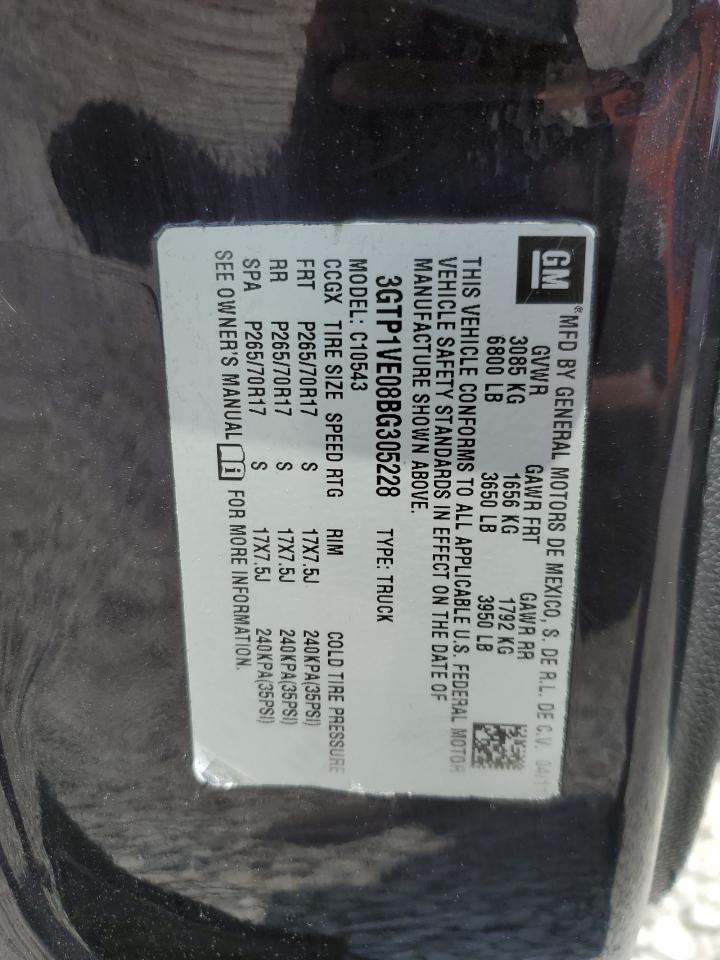 GM
®MFD BY GENERAL MOTORS DE MEXICO, S. DE R.L. DE C.V. 04/1
GVWR GAWR FRT GAWR RR
3085 KG 1656 KG 1792 KG
6800 LB 3650 LB 3950 LB
THIS VEHICLE CONFORMS TO ALL APPLICABLE U.S. FEDERAL MOTOR
VEHICLE SAFETY STANDARDS IN EFFECT ON THE DATE OF
MANUFACTURE SHOWN ABOVE.
3GTP1VE08BG305228 TYPE: TRUCK
MODEL: C10543
CCGX TIRE SIZE SPEED RTG RIM COLD TIRE PRESSURE
FRT P265/70R17 S 17X7.5J 240KPA(35PSI)
RR P265/70R17 S 17X7.5J 240KPA(35PSI)
SPA P265/70R17 S 17X7.5J 240KPA(35PSI)
SEE OWNER'S MANUAL FOR MORE INFORMATION.